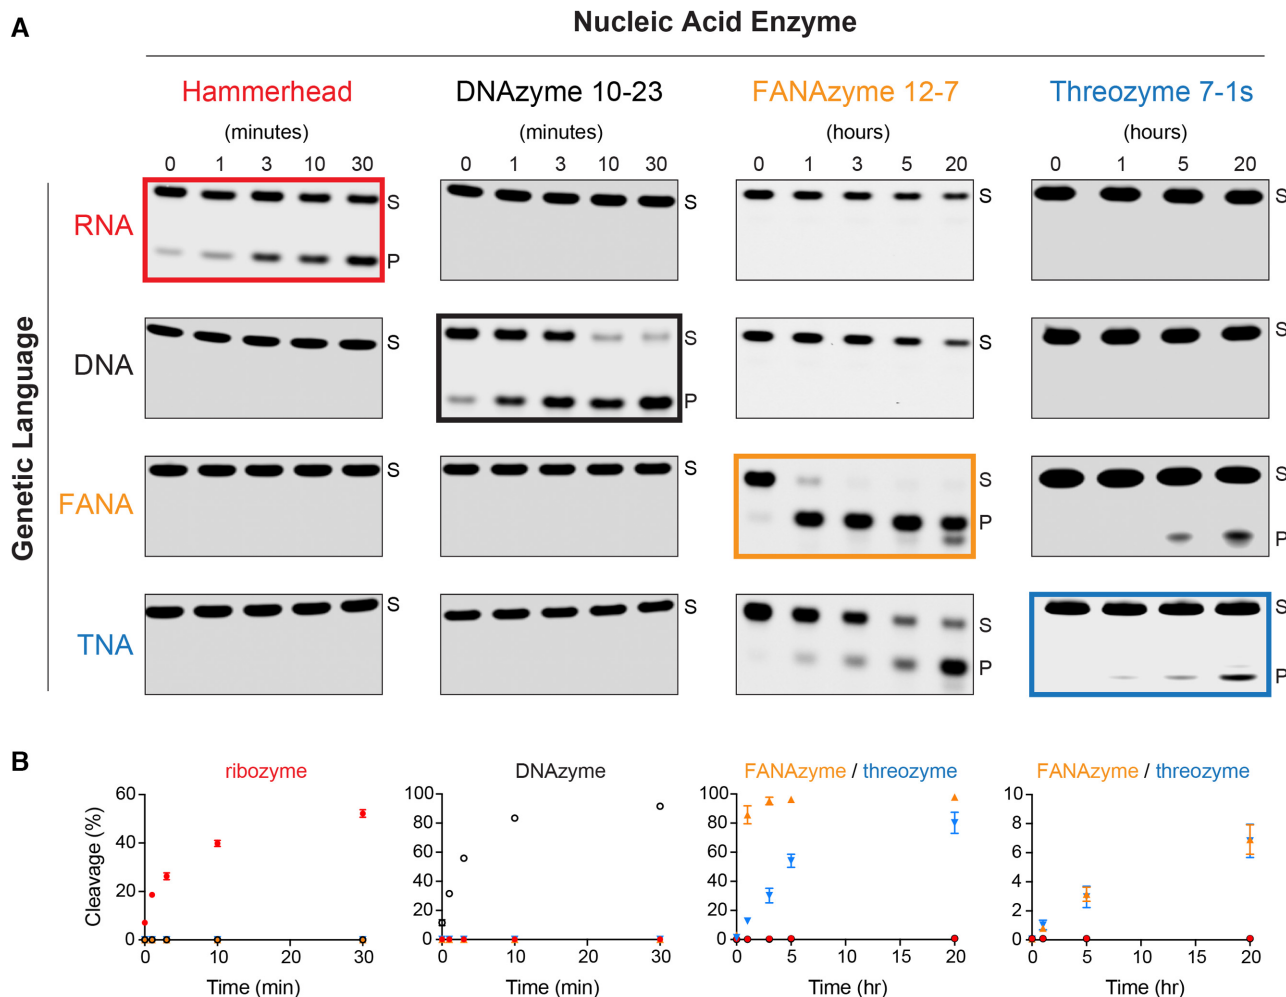 A
Nucleic Acid Enzyme
Hammerhead DNAzyme 10-23 FANAzyme 12-7 Threozyme 7-1s
(minutes) (minutes) (hours) (hours)
0 1 3 10 30 0 1 3 10 30 0 1 3 5 20 0 1 5 20
Genetic Language
RNA S P S S S
DNA S S P S S
FANA S S S P S P
TNA S S S P S P
B
ribozyme DNAzyme FANAzyme / threozyme FANAzyme / threozyme
Cleavage (%)
60 100 100 10
80 80 8
40 60 60 6
40 40 4
20 20 20 2
0 0 0 0
0 10 20 30 0 10 20 30 0 5 10 15 20 0 5 10 15 20
Time (min) Time (min) Time (hr) Time (hr)